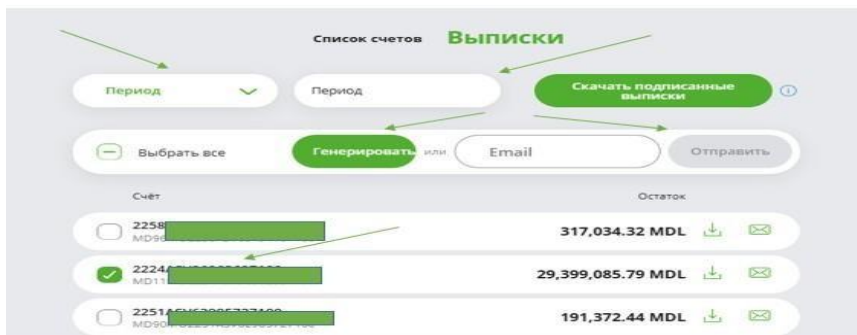 Список счетов Выписки
Период Период Скачать подписанные
выписки
Выбрать все Генерировать или Email Отправить
Счёт Остаток
2258
MD96
317,034.32 MDL
2224
MD11
29,399,085.79 MDL
2251
MD90
191,372.44 MDL